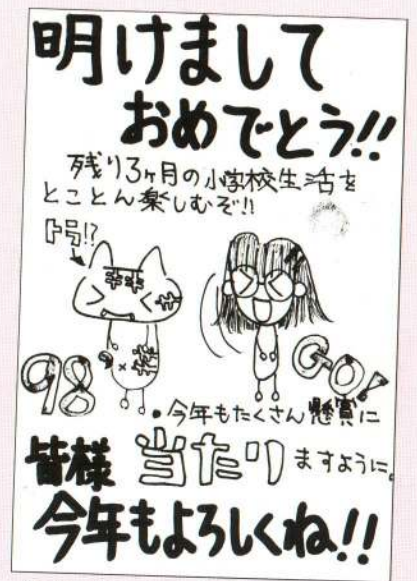 明けまして
おめでとう!!
残り3ヶ月の小学校生活を
とことん楽しむぞ!!
トラ!?
98
GO!
・今年もたくさん懸賞に
皆様 当たり ますように。
今年もよろしくね!!